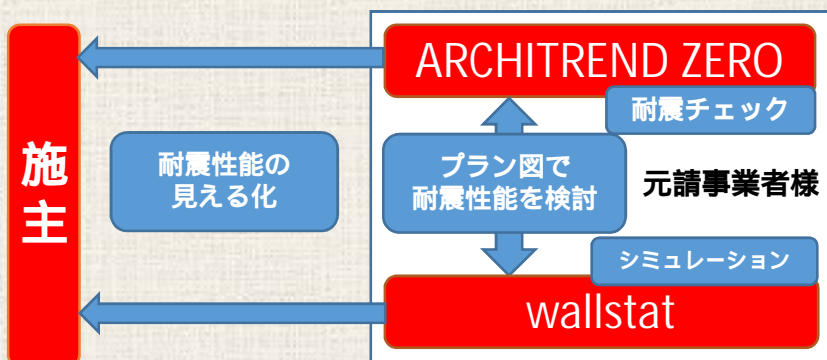 ARCHITREND ZERO
耐震チェック
施主
耐震性能の
見える化
プラン図で
耐震性能を検討
元請事業者様
シミュレーション
wallstat